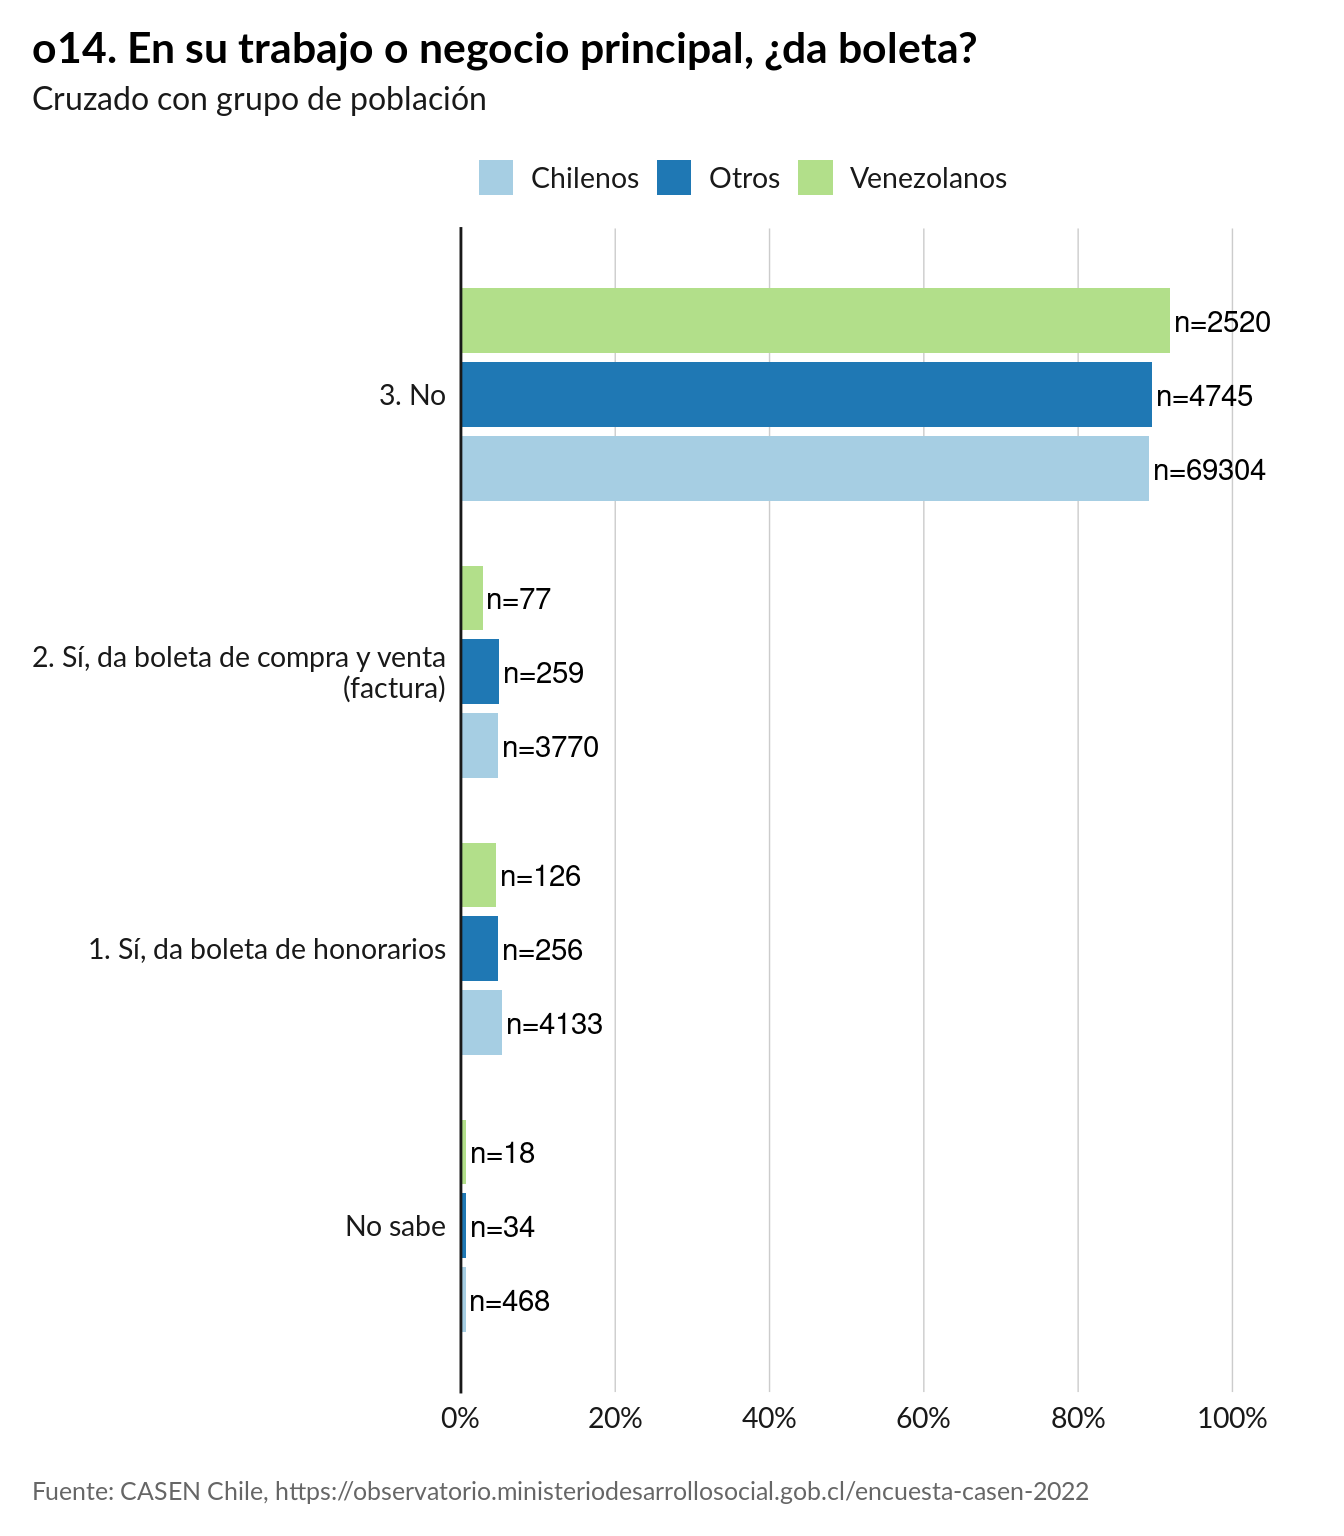 o14. En su trabajo o negocio principal, ¿da boleta?
Cruzado con grupo de población
Chilenos Otros Venezolanos
n=2520
3. No n=4745
n=69304
n=77
2. Sí, da boleta de compra y venta
(factura)
n=259
n=3770
n=126
1. Sí, da boleta de honorarios n=256
n=4133
n=18
No sabe n=34
n=468
0% 20% 40% 60% 80% 100%
Fuente: CASEN Chile, https://observatorio.ministeriodesarrollosocial.gob.cl/encuesta-casen-2022